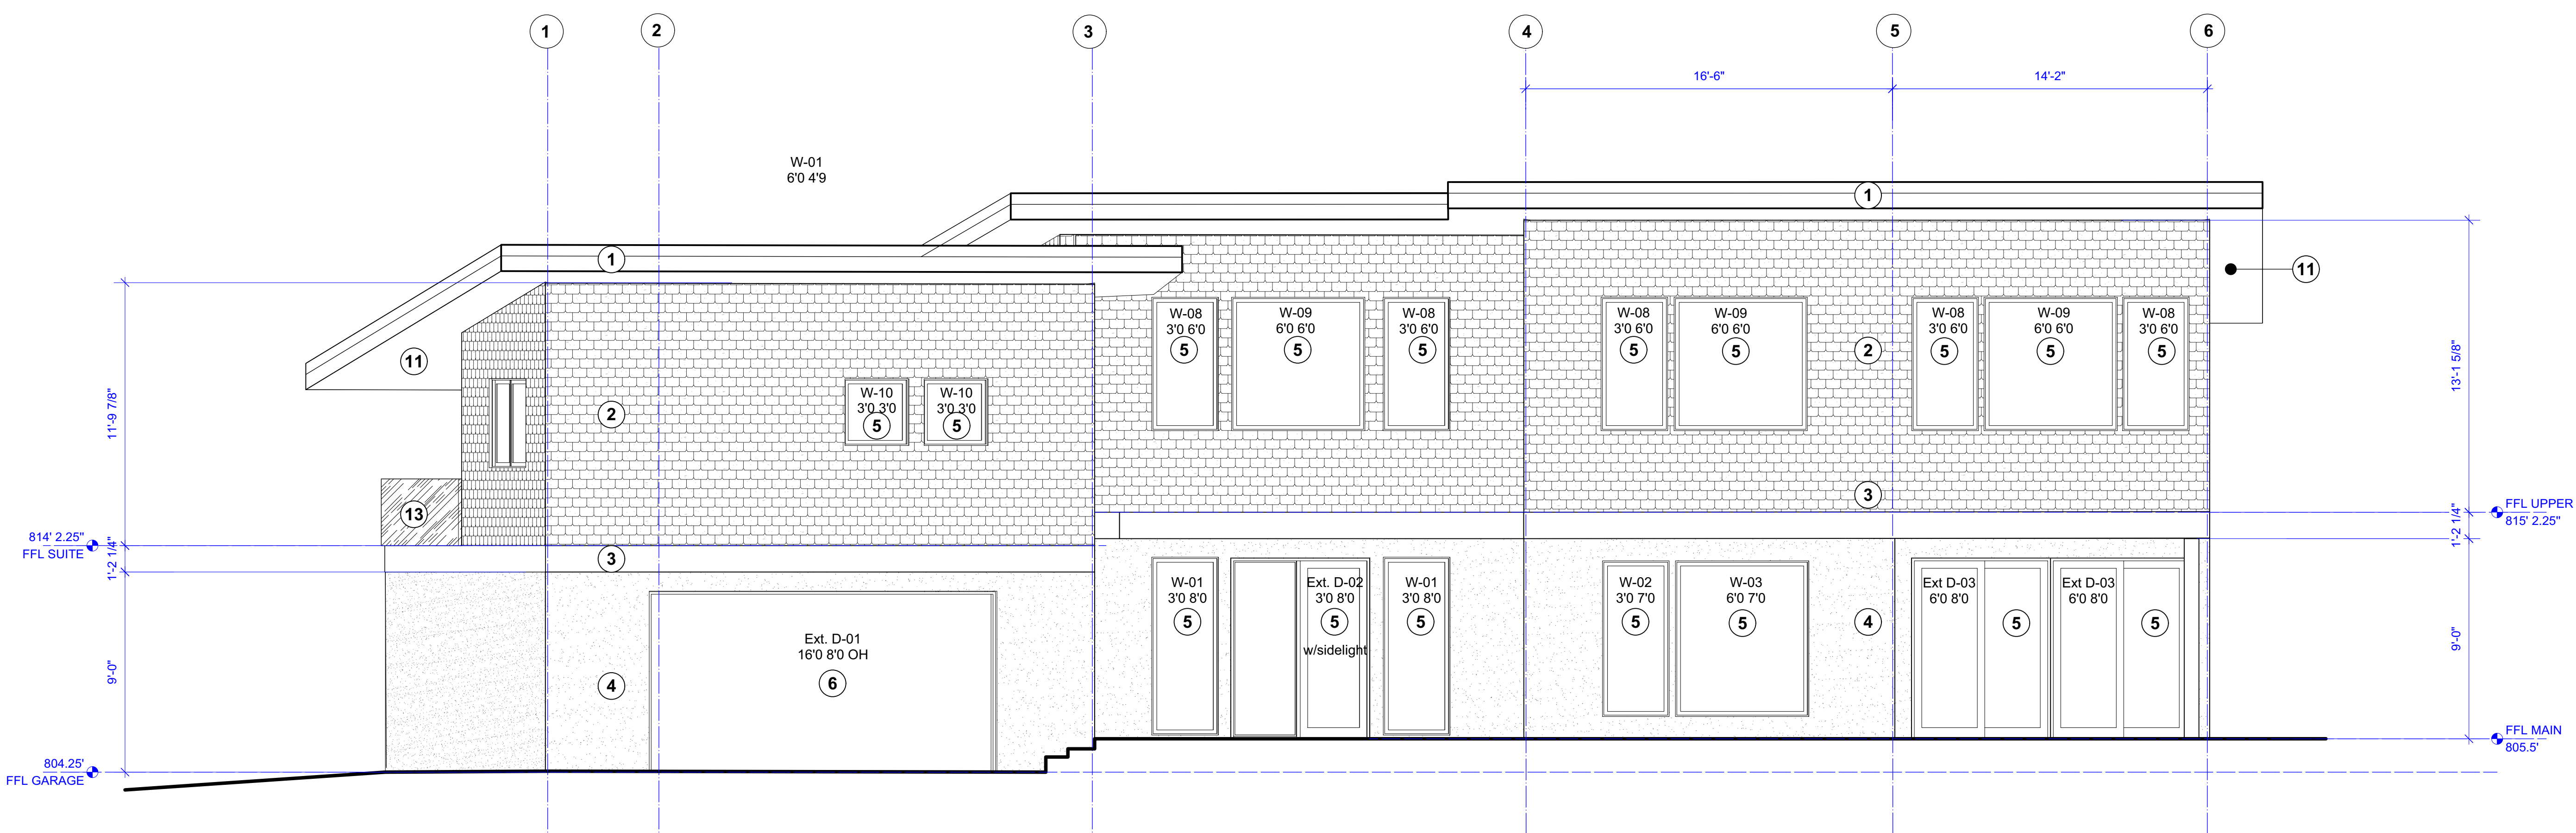 1
2
3
4
5
6
16'-6"
14'-2"
W-01
6'0 4'9
1
1
11
11
W-08
3'0 6'0
5
W-09
6'0 6'0
5
W-08
3'0 6'0
5
W-08
3'0 6'0
5
W-09
6'0 6'0
5
2
W-08
3'0 6'0
5
W-09
6'0 6'0
5
W-08
3'0 6'0
5
11'-9 7/8"
13'-1 5/8"
2
W-10
3'0 3'0
5
W-10
3'0 3'0
5
13
3
1'-2 1/4"
FFL UPPER
815' 2.25"
814' 2.25"
FFL SUITE
1'-2 1/4"
3
W-01
3'0 8'0
5
Ext. D-02
3'0 8'0
5
w/sidelight
W-01
3'0 8'0
5
W-02
3'0 7'0
5
W-03
6'0 7'0
5
4
Ext D-03
6'0 8'0
5
Ext D-03
6'0 8'0
5
9'-0"
9'-0"
Ext. D-01
16'0 8'0 OH
6
4
FFL MAIN
805.5'
804.25'
FFL GARAGE